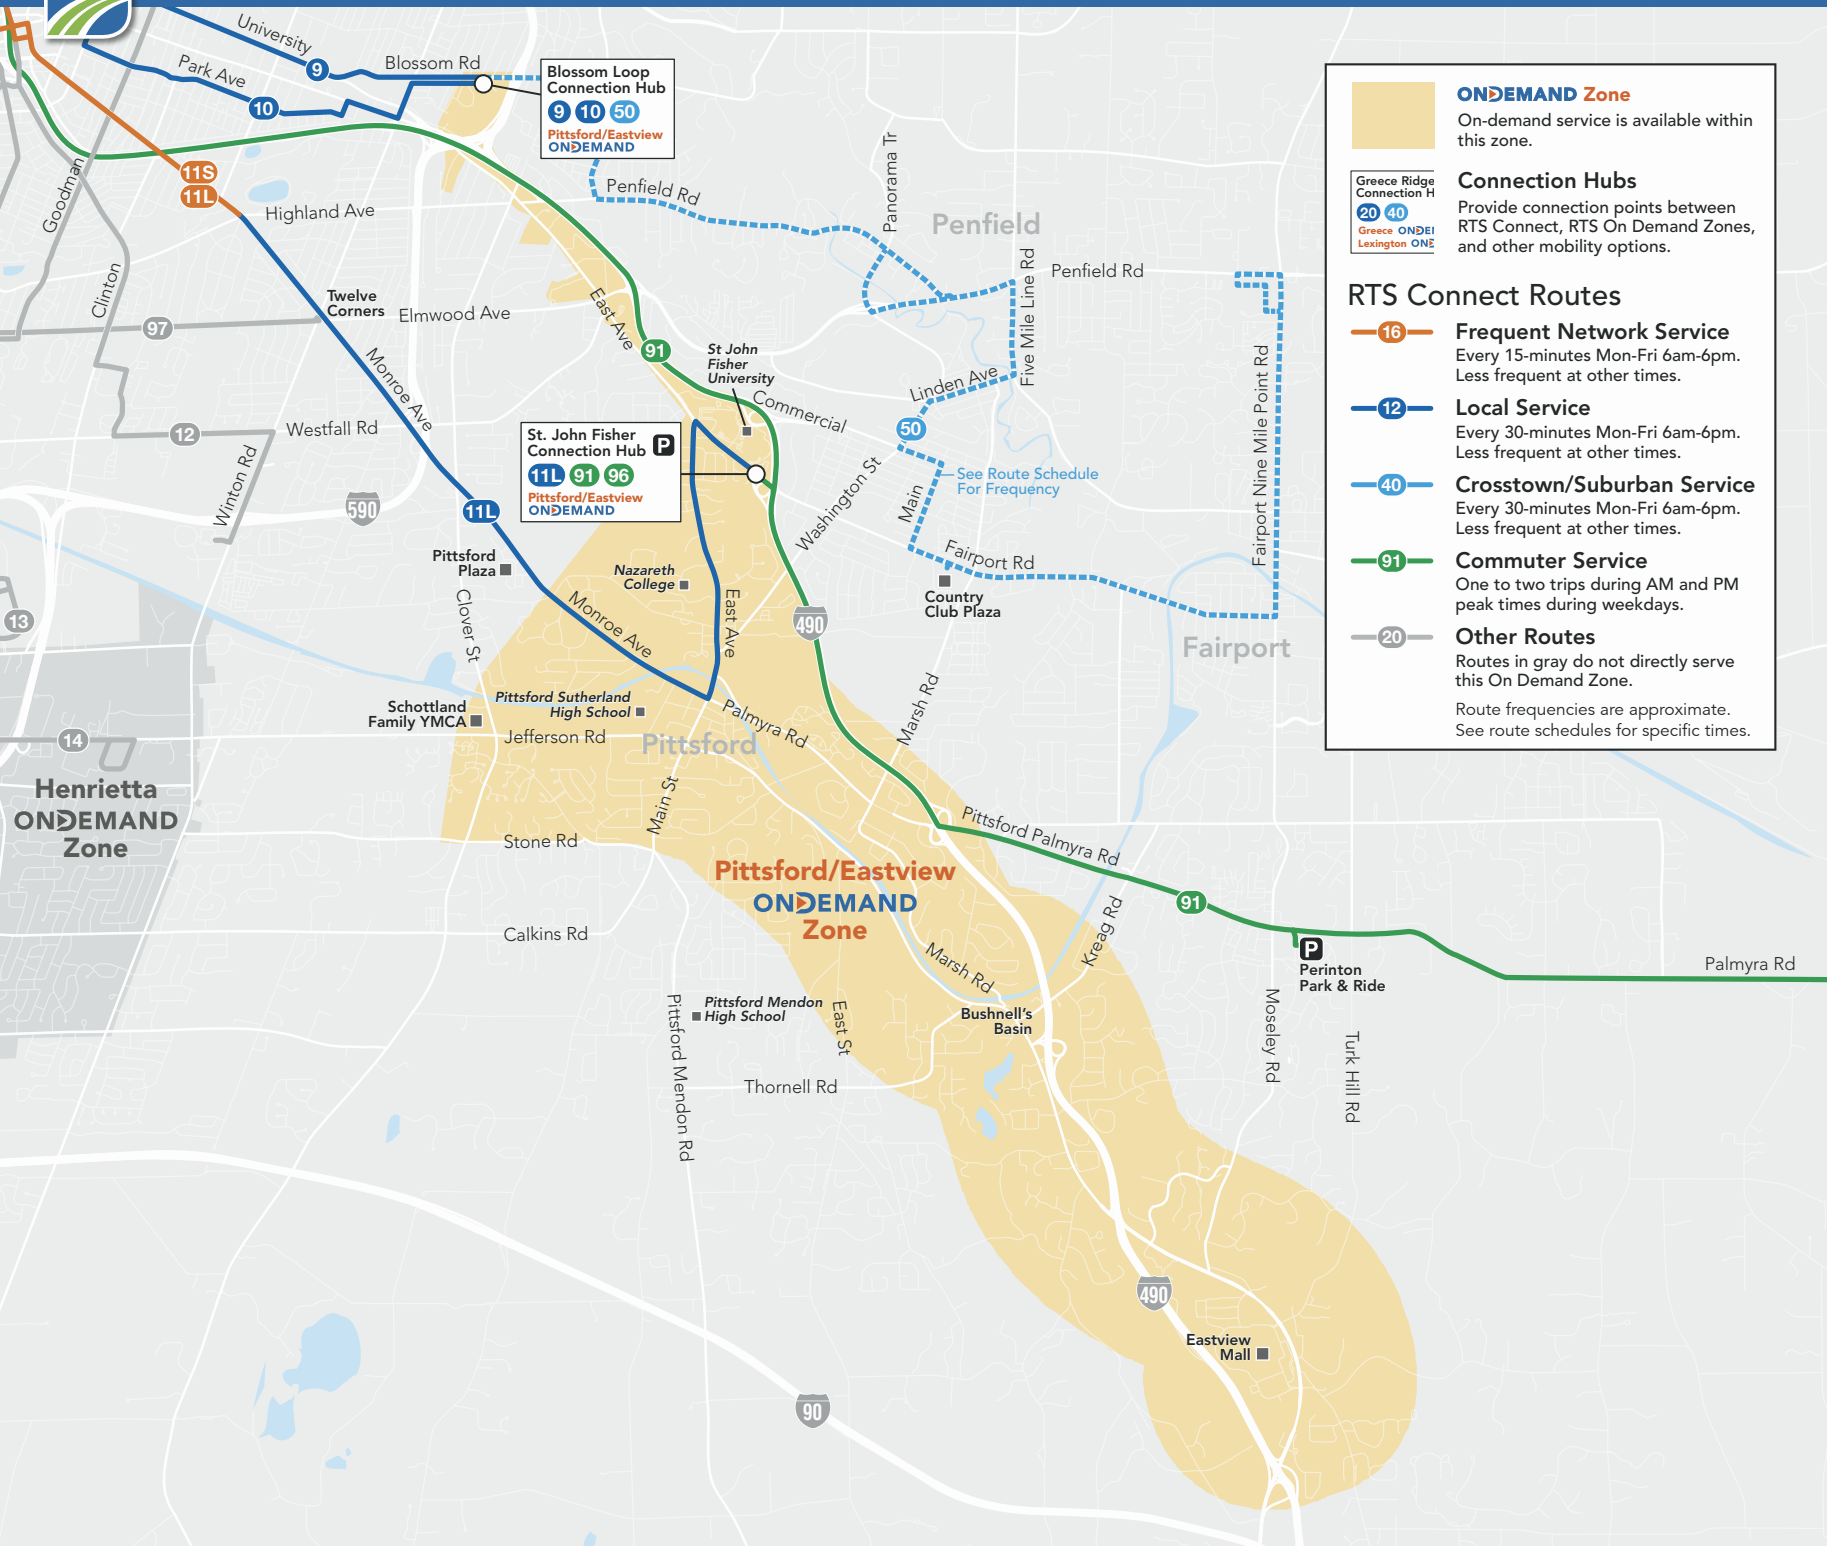 University
Park Ave
9
10
Blossom Rd
Blossom Loop
Connection Hub
9 10 50
Pittsford/Eastview
ONDEMAND
11S
11L
Goodman
Highland Ave
Clinton
97
Twelve
Corners
Elmwood Ave
Monroe Ave
12
Westfall Rd
Winton Rd
590
11L
Penfield Rd
Panorama Tr
Penfield
Five Mile Line Rd
Penfield Rd
East Ave
91
St John
Fisher
University
Commercial
Linden Ave
50
Fairport Nine Mile Point Rd
St. John Fisher
Connection Hub P
11L 91 96
Pittsford/Eastview
ONDEMAND
Washington St
Main
See Route Schedule
For Frequency
Fairport Rd
Country
Club Plaza
Fairport
Pittsford
Plaza
Nazareth
College
Clover St
Monroe Ave
East Ave
490
13
Schottland
Family YMCA
Pittsford Sutherland
High School
Jefferson Rd
Pittsford
Palmyra Rd
Marsh Rd
14
Henrietta
ONDEMAND
Zone
Main St
Stone Rd
Pittsford Palmyra Rd
Pittsford/Eastview
ONDEMAND
Zone
91
Calkins Rd
Marsh Rd
Kreag Rd
P
Perinton
Park & Ride
Palmyra Rd
Pittsford Mendon
High School
East St
Bushnell's
Basin
Moseley Rd
Turk Hill Rd
Pittsford Mendon Rd
Thornell Rd
490
Eastview
Mall
90
ONDEMAND Zone
On-demand service is available within
this zone.
Greece Ridge
Connection H
20 40
Greece ONDE
Lexington OND
Connection Hubs
Provide connection points between
RTS Connect, RTS On Demand Zones,
and other mobility options.
RTS Connect Routes
16
Frequent Network Service
Every 15-minutes Mon-Fri 6am-6pm.
Less frequent at other times.
12
Local Service
Every 30-minutes Mon-Fri 6am-6pm.
Less frequent at other times.
40
Crosstown/Suburban Service
Every 30-minutes Mon-Fri 6am-6pm.
Less frequent at other times.
91
Commuter Service
One to two trips during AM and PM
peak times during weekdays.
20
Other Routes
Routes in gray do not directly serve
this On Demand Zone.
Route frequencies are approximate.
See route schedules for specific times.